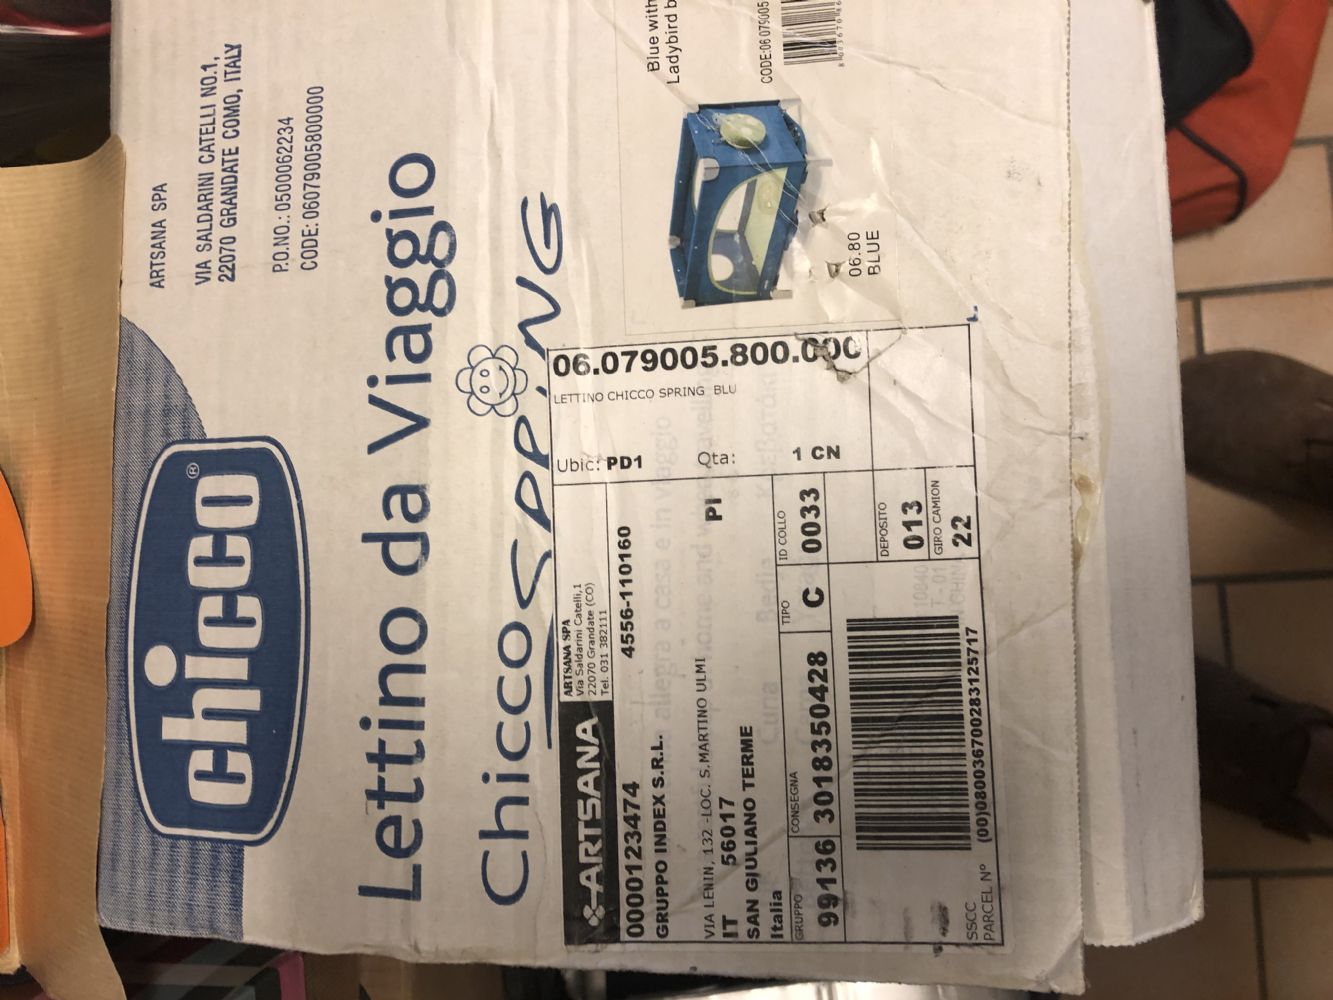 chicco®
ARTSANA SPA
VIA SALDARINI CATELLI NO.1,
22070 GRANDATE COMO, ITALY
P.O.NO.: 0500062234
CODE: 06079005800000
Lettino da Viaggio
Chicco SPRING
ARTSANA
ARTSANA SPA
Via Saldarini Catelli,1
22070 Grandate (CO)
Tel. 031 382111
Ubic: PD1
06.079005.800.000
LETTINO CHICCO SPRING BLU
Qta:
1 CN
0000123474
4556-110160
GRUPPO INDEX S.R.L.
VIA LENIN, 132 -LOC. S.MARTINO ULMI
IT 56017 PI
SAN GIULIANO TERME
Italia
GRUPPO
99136
CONSEGNA
3018350428
TIPO
C
ID COLLO
0033
DEPOSITO
013
GIRO CAMION
22
SSCC
PARCEL N° (00)080036700283125717
Blue with
Ladybird b
CODE:06 079005
06.80
BLUE